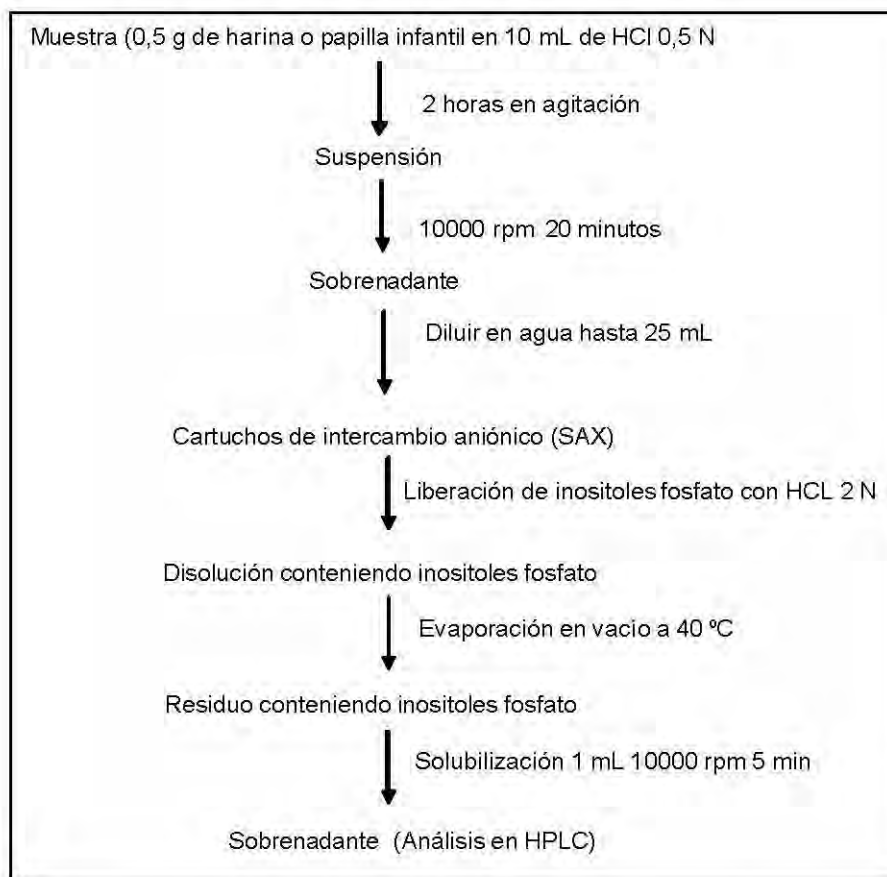 Muestra (0,5 g de harina o papilla infantil en 10 mL de HCl 0,5 N
2 horas en agitación
Suspensión
10000 rpm 20 minutos
Sobrenadante
Diluir en agua hasta 25 mL
Cartuchos de intercambio aniónico (SAX)
Liberación de inositoles fosfato con HCL 2 N
Disolución conteniendo inositoles fosfato
Evaporación en vacío a 40 ºC
Residuo conteniendo inositoles fosfato
Solubilización 1 mL 10000 rpm 5 min
Sobrenadante (Análisis en HPLC)